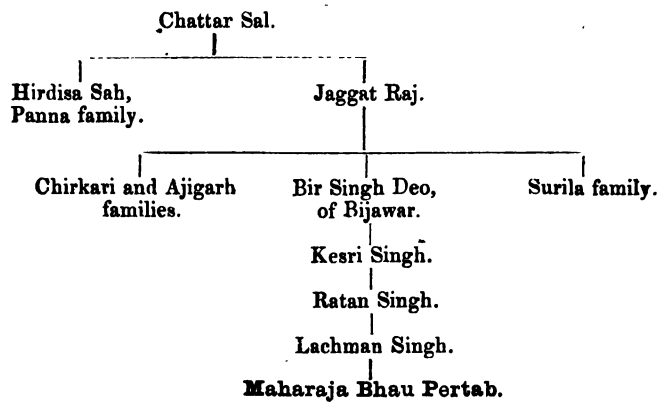 Chattar Sal.
Hirdisa Sah,
Panna family.
Jaggat Raj.
Chirkari and Ajigarh
families.
Bir Singh Deo,
of Bijawar.
Surila family.
Kesri Singh.
Ratan Singh.
Lachman Singh.
Maharaja Bhau Pertab.